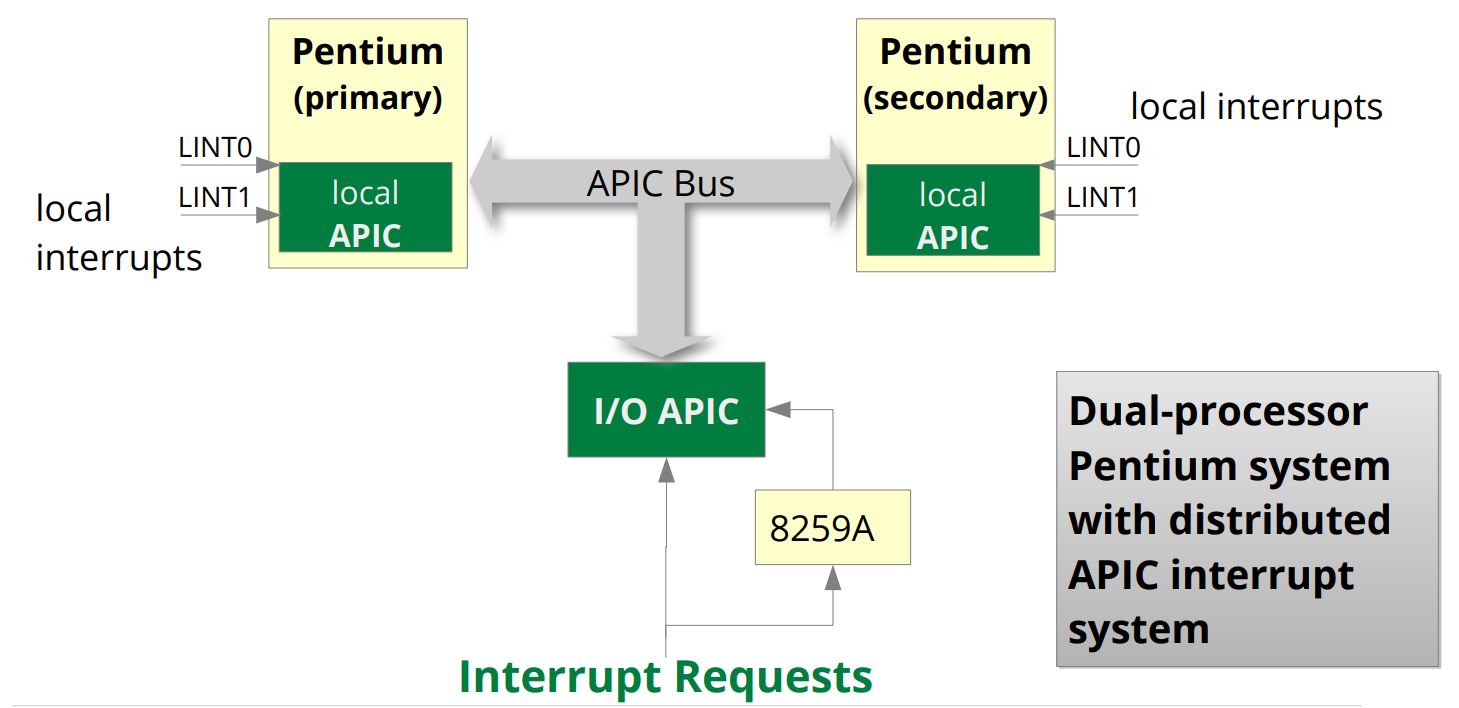 Pentium
(primary)
LINT0
LINT1
local
interrupts
local
APIC
APIC Bus
Pentium
(secondary)
local interrupts
LINT0
LINT1
local
APIC
I/O APIC
8259A
Interrupt Requests
Dual-processor
Pentium system
with distributed
APIC interrupt
system